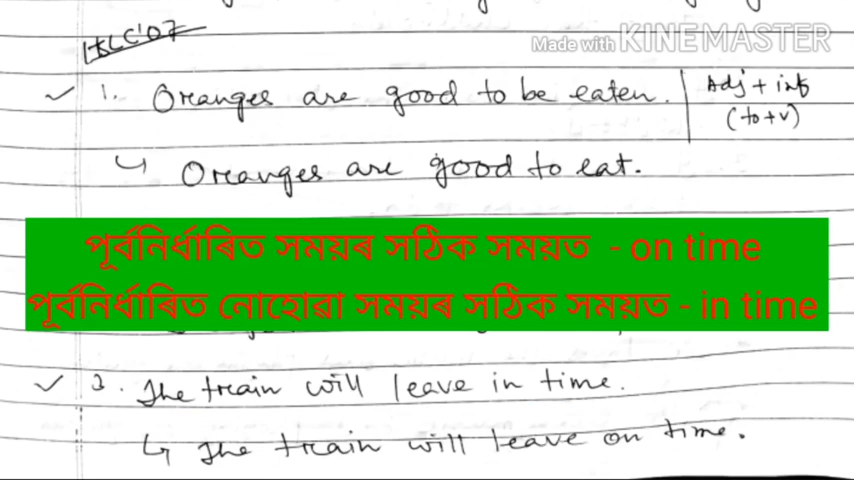 HSLC'07
Made with KINEMASTER
1. Oranges are good to be eaten.
Adj + inf
(to+v)
↳ Oranges are good to eat.
পূৰ্বনিৰ্ধাৰিত সময়ৰ সঠিক সময়ত - on time
পূৰ্বনিৰ্ধাৰিত নোহোৱা সময়ৰ সঠিক সময়ত - in time
3. The train will leave in time.
↳ The train will leave on time.